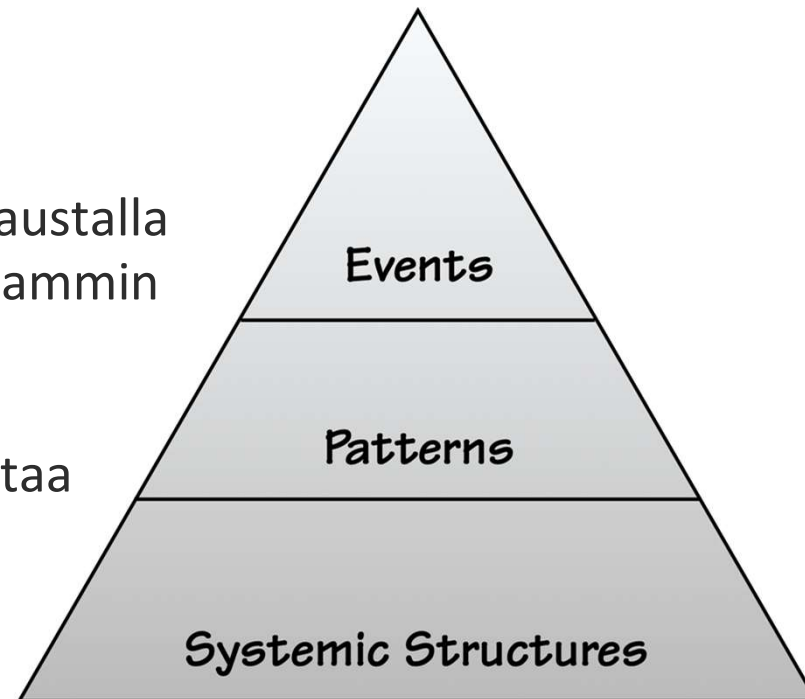 austalla
ammin
taa
Events
Patterns
Systemic Structures